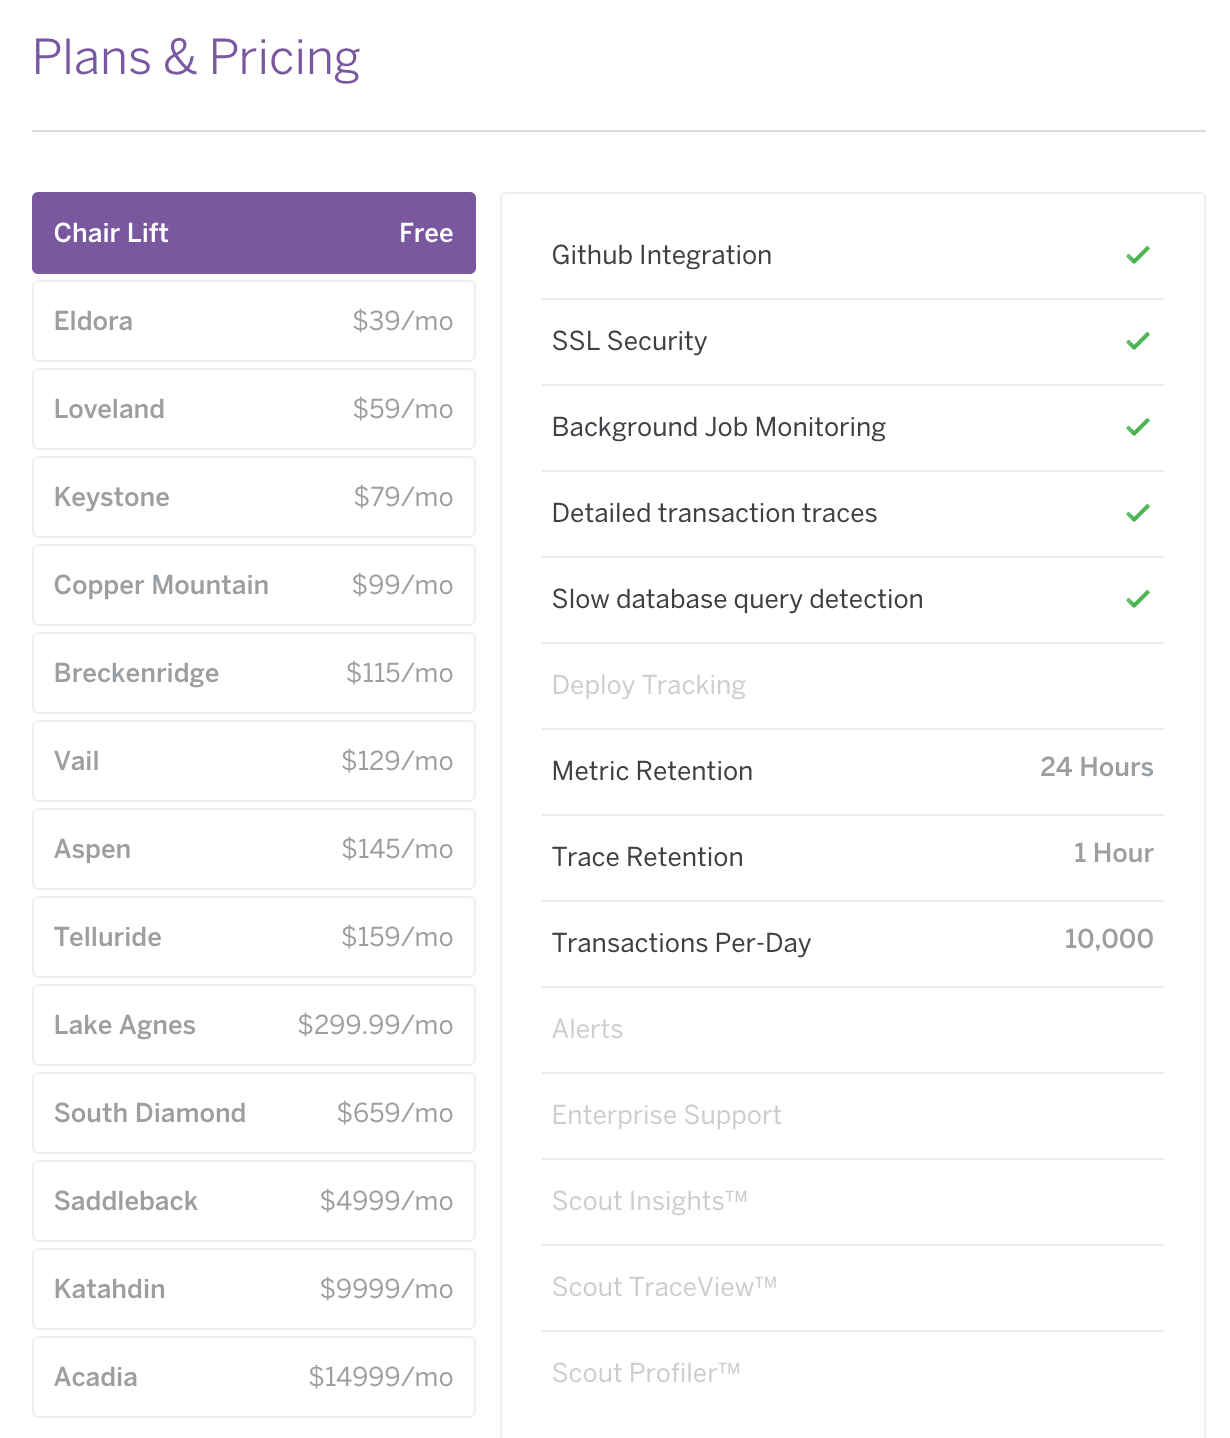 Plans & Pricing
Chair Lift Free
Eldora $39/mo
Loveland $59/mo
Keystone $79/mo
Copper Mountain $99/mo
Breckenridge $115/mo
Vail $129/mo
Aspen $145/mo
Telluride $159/mo
Lake Agnes $299.99/mo
South Diamond $659/mo
Saddleback $4999/mo
Katahdin $9999/mo
Acadia $14999/mo
Github Integration
SSL Security
Background Job Monitoring
Detailed transaction traces
Slow database query detection
Deploy Tracking
Metric Retention 24 Hours
Trace Retention 1 Hour
Transactions Per-Day 10,000
Alerts
Enterprise Support
Scout Insights™
Scout TraceView™
Scout Profiler™